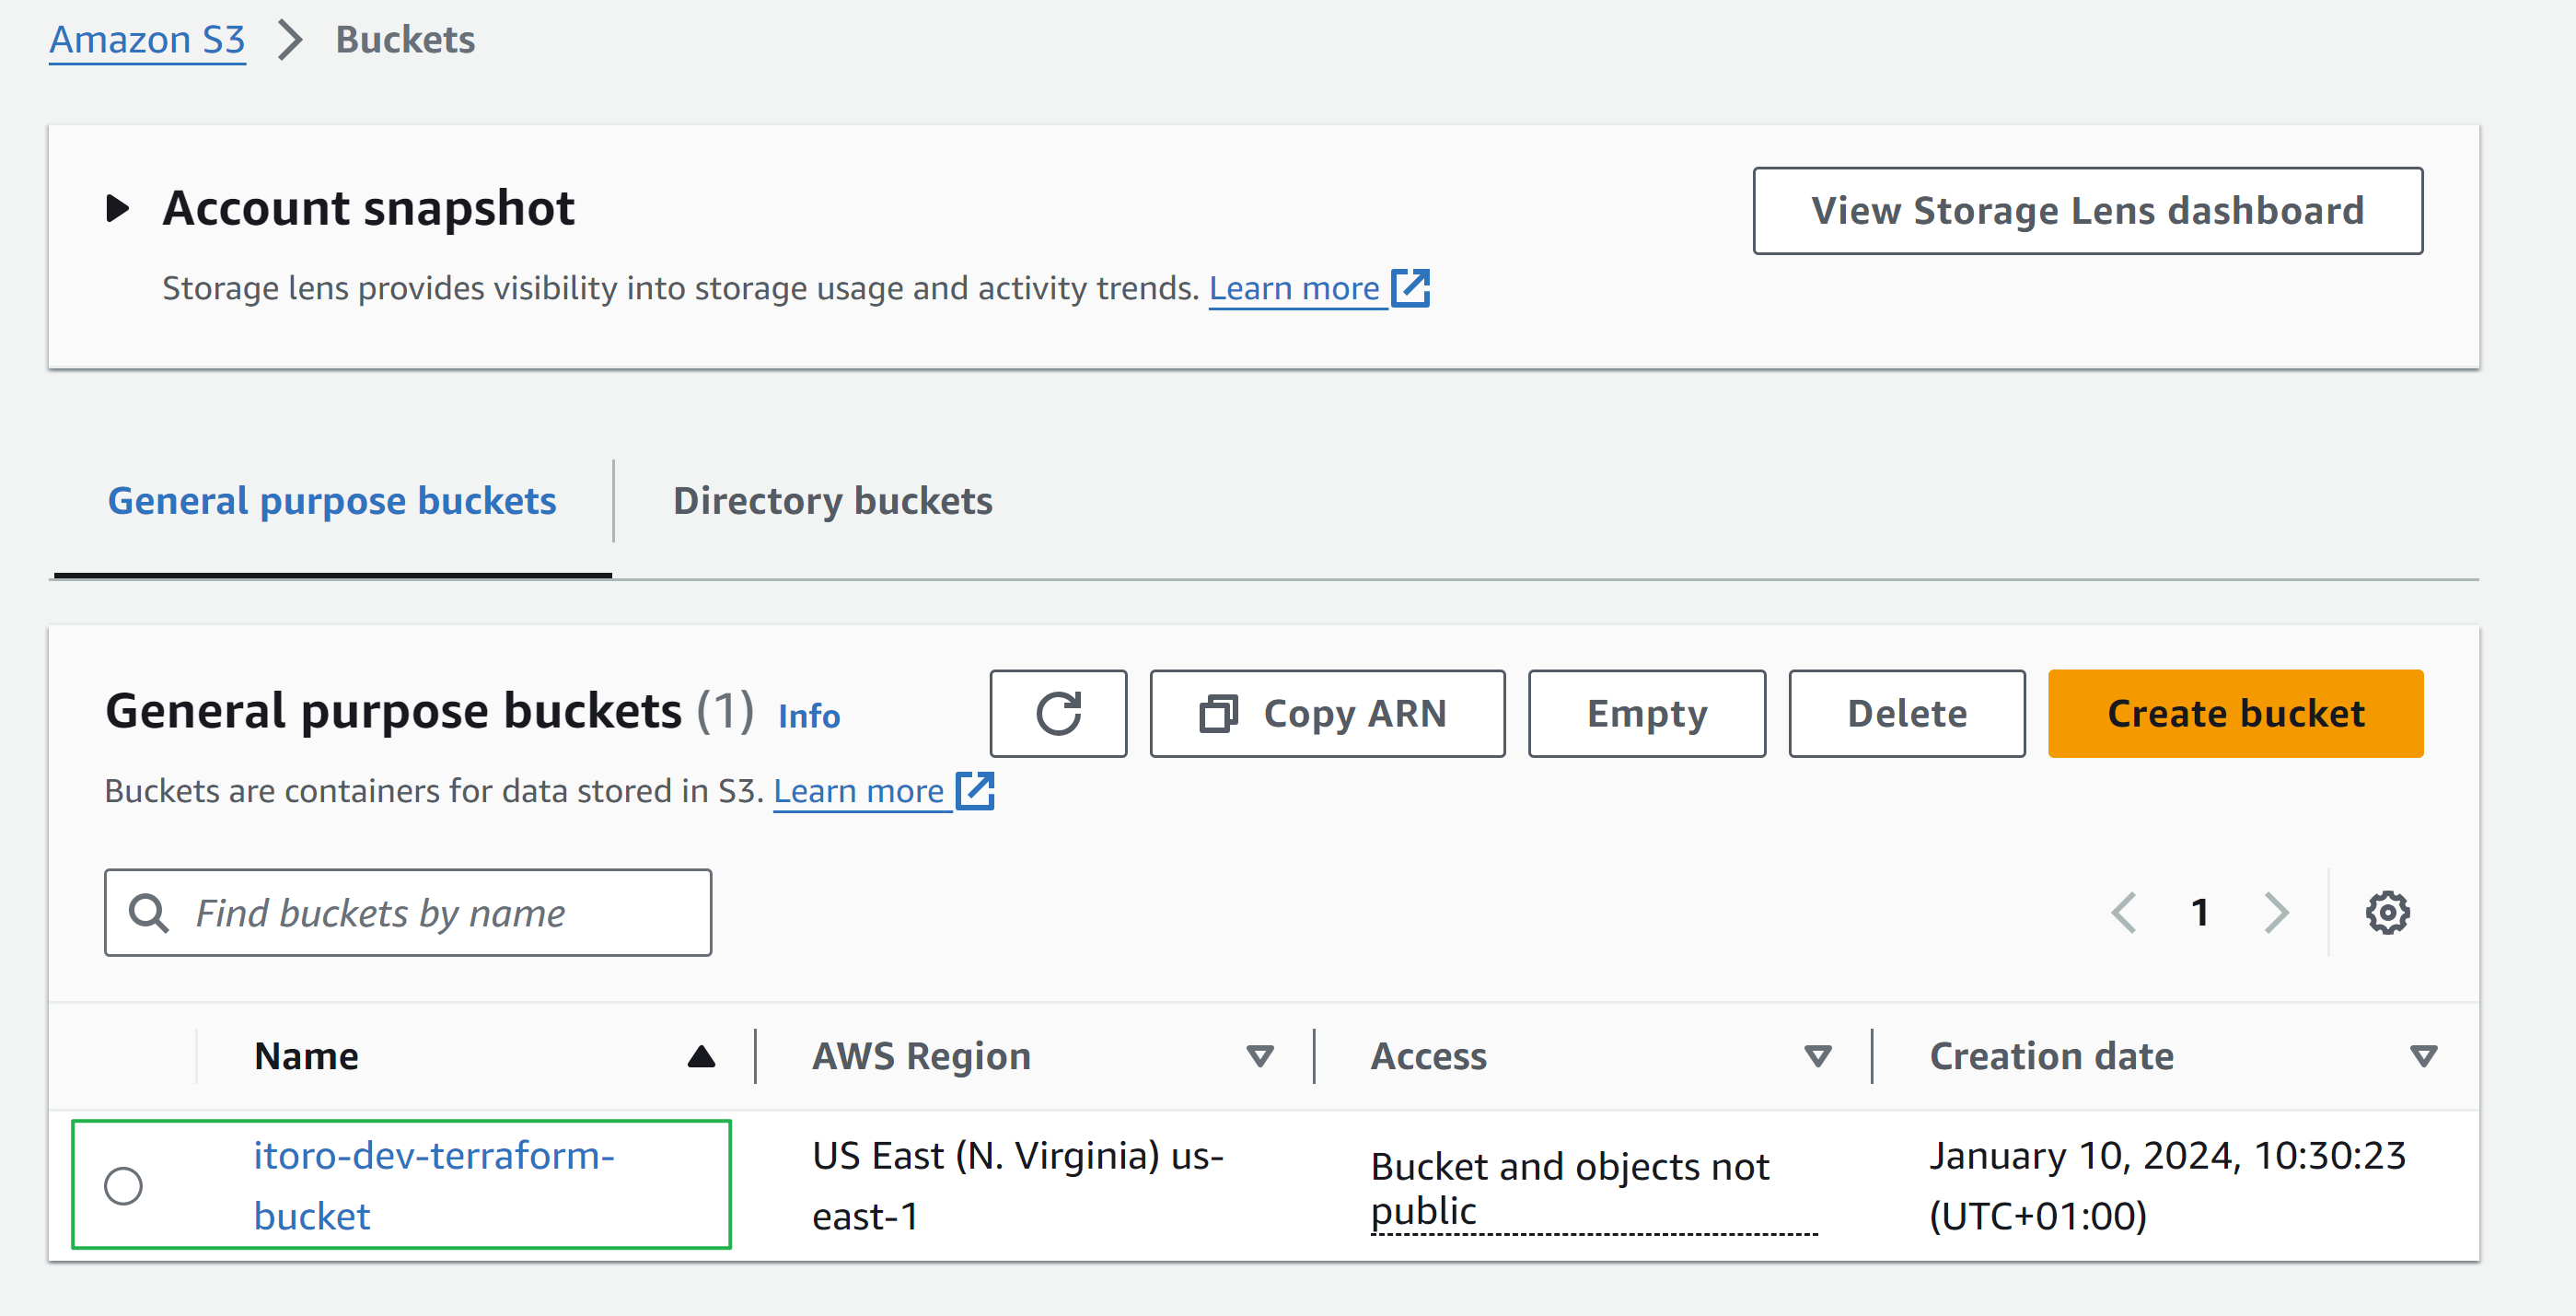 Amazon S3 Buckets
Account snapshot
View Storage Lens dashboard
Storage lens provides visibility into storage usage and activity trends. Learn more
General purpose buckets Directory buckets
General purpose buckets (1) Info
Copy ARN Empty Delete Create bucket
Buckets are containers for data stored in S3. Learn more
Find buckets by name
1
Name AWS Region Access Creation date
itoro-dev-terraform-
bucket
US East (N. Virginia) us-
east-1
Bucket and objects not
public
January 10, 2024, 10:30:23
(UTC+01:00)